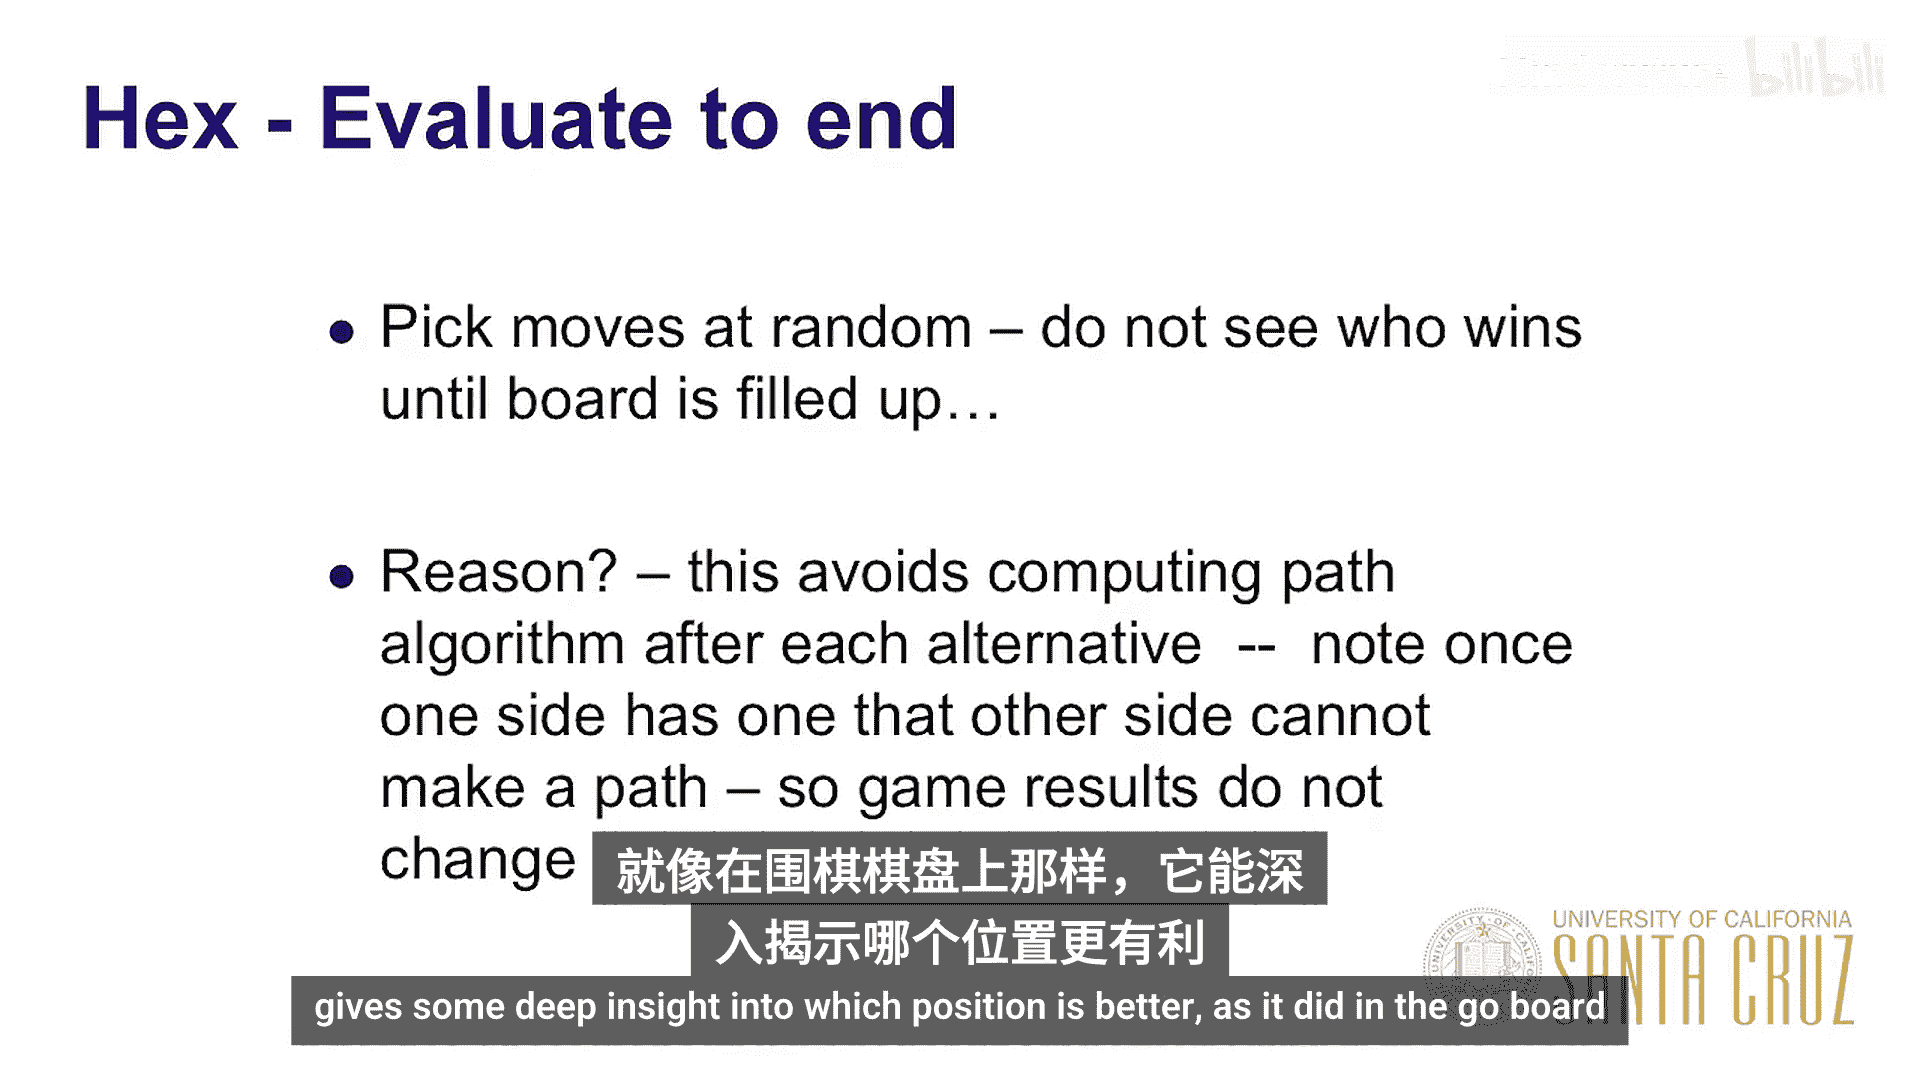 bilibili
Hex - Evaluate to end
● Pick moves at random – do not see who wins
until board is filled up…
● Reason? – this avoids computing path
algorithm after each alternative -- note once
one side has one that other side cannot
make a path – so game results do not
change
就像在围棋棋盘上那样，它能深
入揭示哪个位置更有利
gives some deep insight into which position is better, as it did in the go board
UNIVERSITY OF CALIFORNIA
SANTA CRUZ